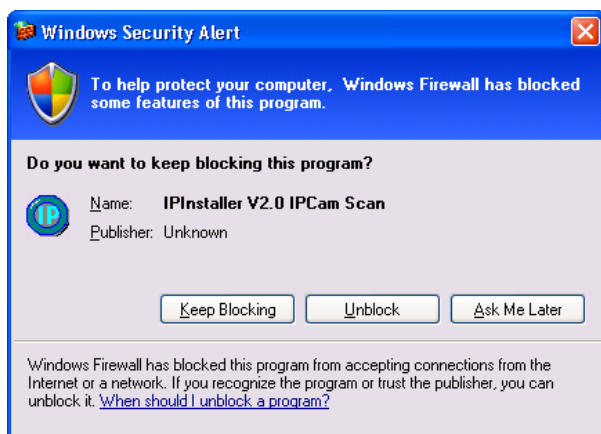 Windows Security Alert
To help protect your computer, Windows Firewall has blocked
some features of this program.
Do you want to keep blocking this program?
IP
Name: IPInstaller V2.0 IPCam Scan
Publisher: Unknown
Keep Blocking Unblock Ask Me Later
Windows Firewall has blocked this program from accepting connections from the
Internet or a network. If you recognize the program or trust the publisher, you can
unblock it. When should I unblock a program?